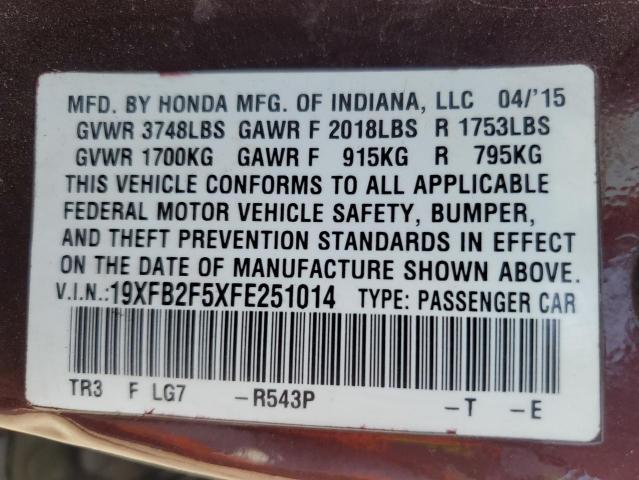 MFD. BY HONDA MFG. OF INDIANA, LLC 04/'15
GVWR 3748LBS GAWR F 2018LBS R 1753LBS
GVWR 1700KG GAWR F 915KG R 795KG
THIS VEHICLE CONFORMS TO ALL APPLICABLE
FEDERAL MOTOR VEHICLE SAFETY, BUMPER,
AND THEFT PREVENTION STANDARDS IN EFFECT
ON THE DATE OF MANUFACTURE SHOWN ABOVE.
V.I.N.:19XFB2F5XFE251014 TYPE: PASSENGER CAR
TR3 F LG7 -R543P -T -E